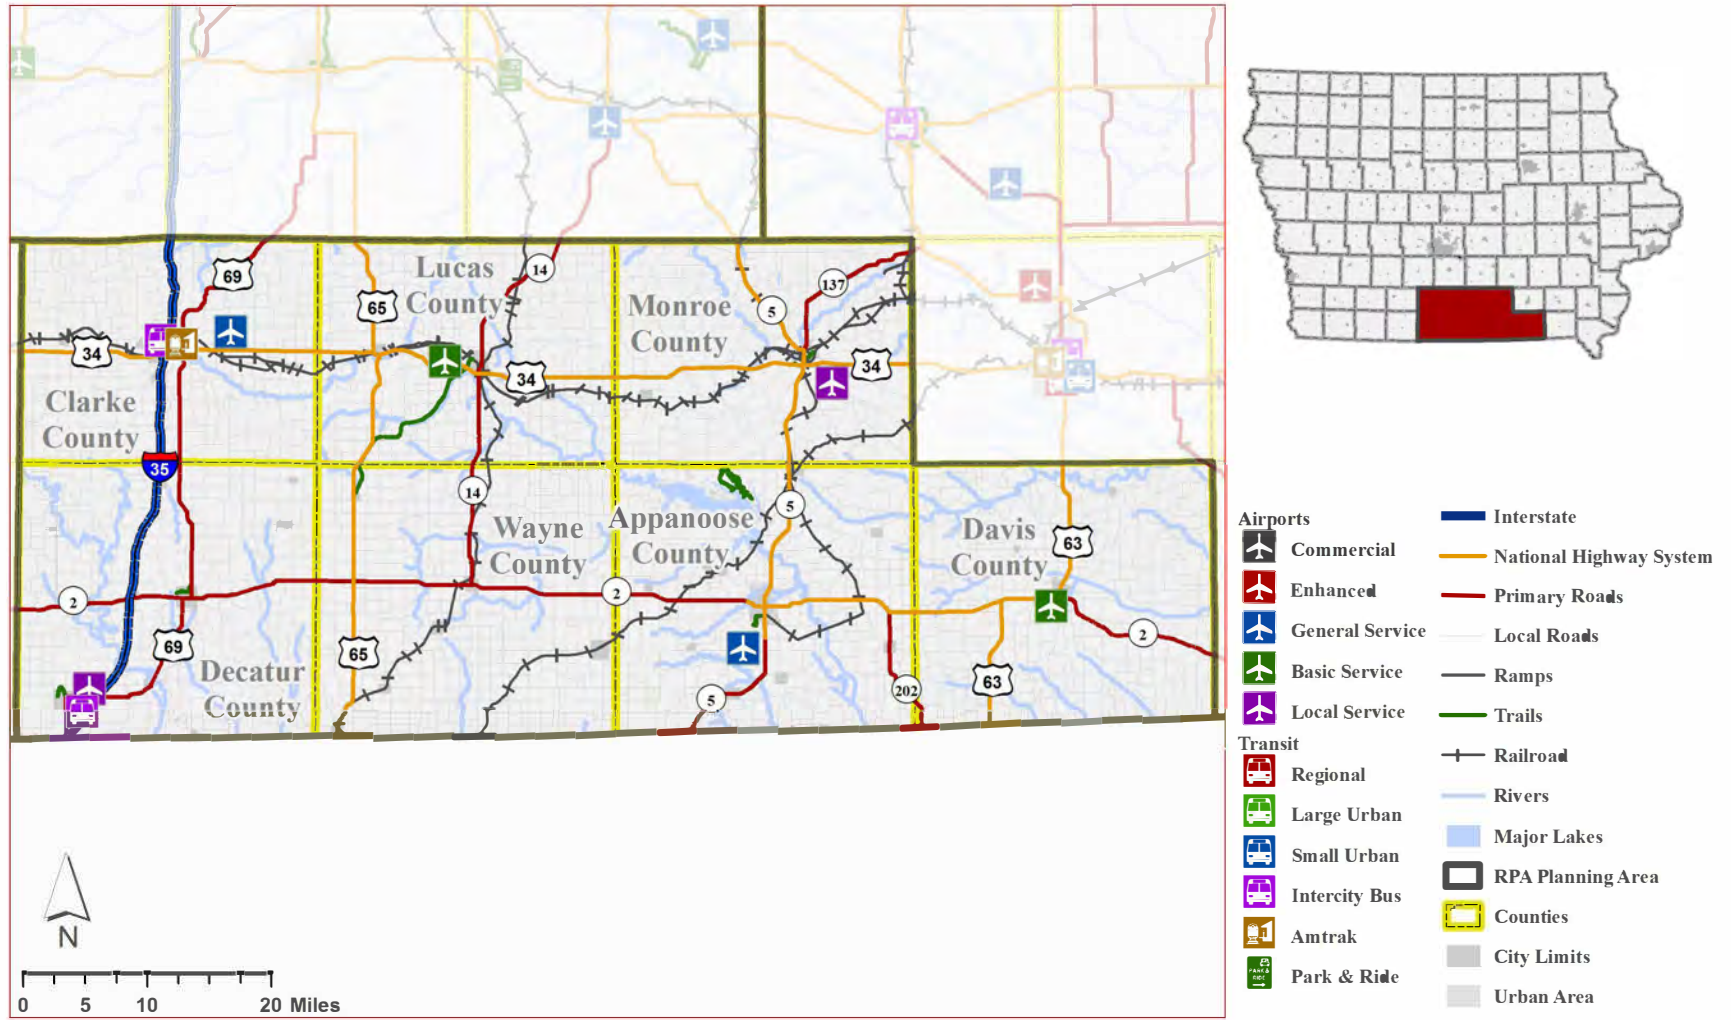 69
14
Lucas
County
65
137
Monroe
County
5
34
34
34
Clarke
County
35
14
5
Wayne
County
Appanoose
County
Davis
County
63
2
2
2
69
65
Decatur
County
63
202
5
N
0 5 10 20 Miles
Airports
Commercial
Enhanced
General Service
Basic Service
Local Service
Transit
Regional
Large Urban
Small Urban
Intercity Bus
Amtrak
PARK &
RIDE
Park & Ride
Interstate
National Highway System
Primary Roads
Local Roads
Ramps
Trails
Railroad
Rivers
Major Lakes
RPA Planning Area
Counties
City Limits
Urban Area